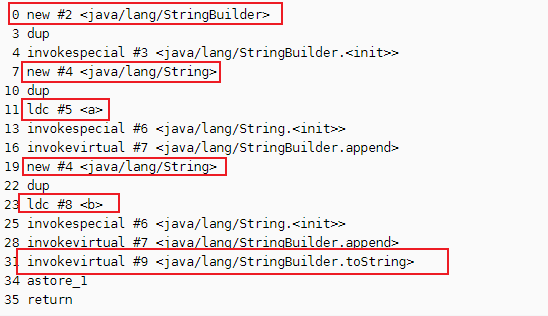 0 new #2 <java/lang/StringBuilder>
3 dup
4 invokespecial #3 <java/lang/StringBuilder.<init>>
7 new #4 <java/lang/String>
10 dup
11 ldc #5 <a>
13 invokespecial #6 <java/lang/String.<init>>
16 invokevirtual #7 <java/lang/StringBuilder.append>
19 new #4 <java/lang/String>
22 dup
23 ldc #8 <b>
25 invokespecial #6 <java/lang/String.<init>>
28 invokevirtual #7 <java/lang/StringBuilder.append>
31 invokevirtual #9 <java/lang/StringBuilder.toString>
34 astore_1
35 return